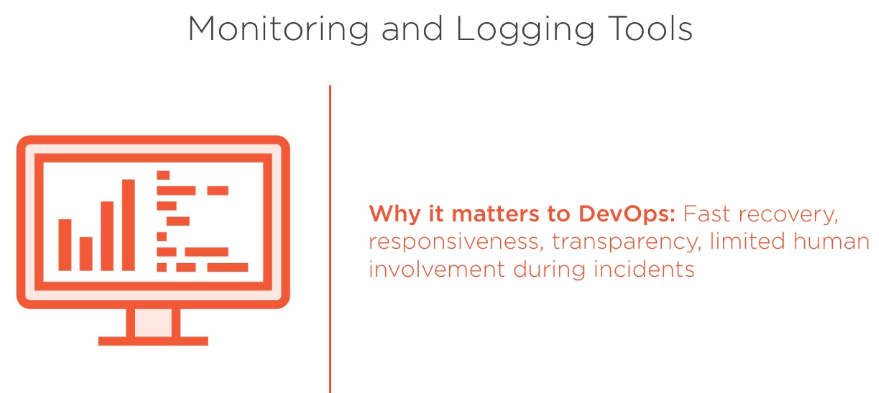 Monitoring and Logging Tools
Why it matters to DevOps: Fast recovery,
responsiveness, transparency, limited human
involvement during incidents